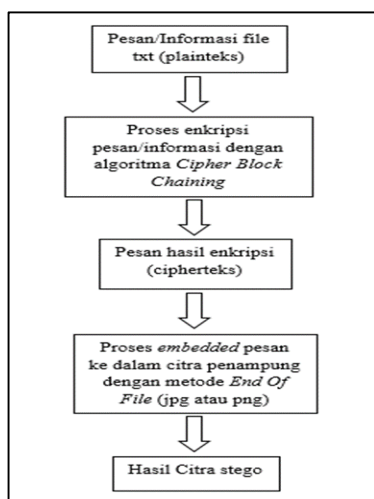 Pesan/Informasi file
txt (plainteks)
Proses enkripsi
pesan/informasi dengan
algoritma Cipher Block
Chaining
Pesan hasil enkripsi
(cipherteks)
Proses embedded pesan
ke dalam citra penampung
dengan metode End Of
File (jpg atau png)
Hasil Citra stego